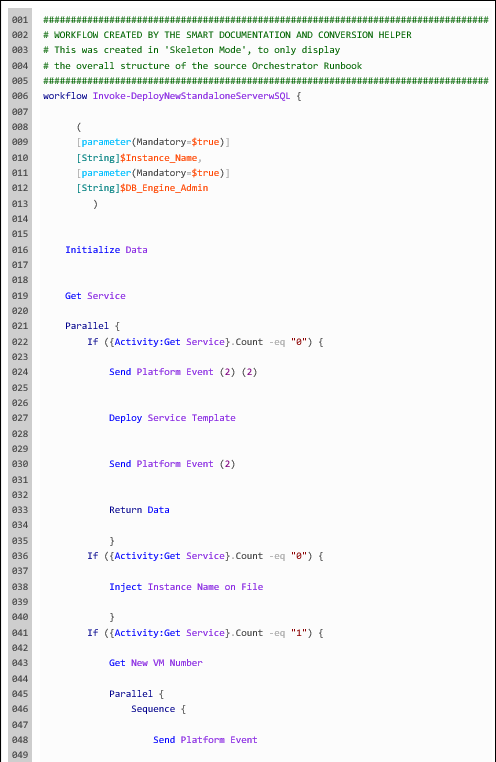 001 ################################################################################
002 # WORKFLOW CREATED BY THE SMART DOCUMENTATION AND CONVERSION HELPER
003 # This was created in 'Skeleton Mode', to only display
004 # the overall structure of the source Orchestrator Runbook
005 ################################################################################
006 workflow Invoke-DeployNewStandaloneServerwSQL {
007
008 (
009 [parameter(Mandatory=$true)]
010 [String]$Instance_Name,
011 [parameter(Mandatory=$true)]
012 [String]$DB_Engine_Admin
013 )
014
015
016 Initialize Data
017
018
019 Get Service
020
021 Parallel {
022 If ({Activity:Get Service}.Count -eq "0") {
023
024 Send Platform Event (2) (2)
025
026
027 Deploy Service Template
028
029
030 Send Platform Event (2)
031
032
033 Return Data
034
035 }
036 If ({Activity:Get Service}.Count -eq "0") {
037
038 Inject Instance Name on File
039
040 }
041 If ({Activity:Get Service}.Count -eq "1") {
042
043 Get New VM Number
044
045 Parallel {
046 Sequence {
047
048 Send Platform Event
049